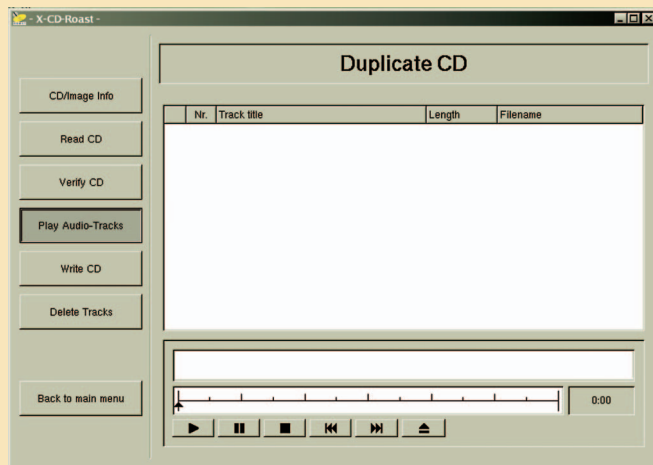 - X-CD-Roast -
Duplicate CD
CD/Image Info
Read CD
Verify CD
Play Audio-Tracks
Write CD
Delete Tracks
Back to main menu
Nr. Track title Length Filename
0:00